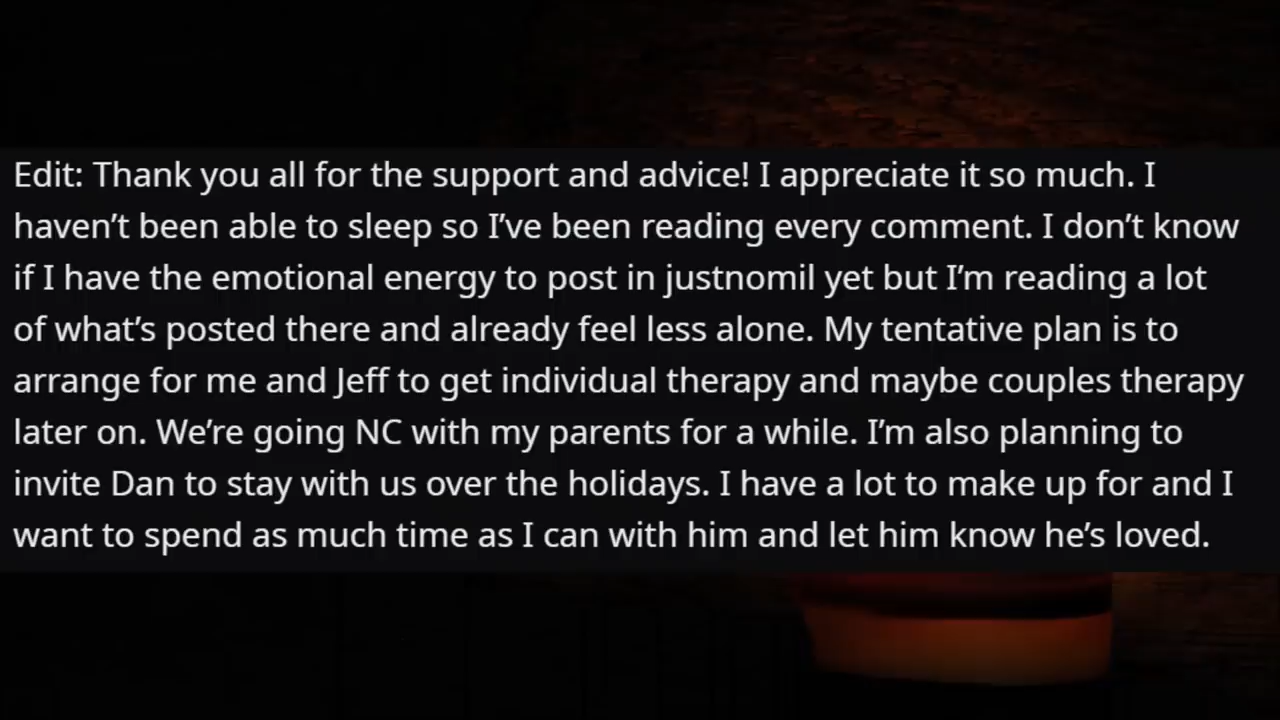 Edit: Thank you all for the support and advice! I appreciate it so much. I
haven’t been able to sleep so I’ve been reading every comment. I don’t know
if I have the emotional energy to post in justnomil yet but I’m reading a lot
of what’s posted there and already feel less alone. My tentative plan is to
arrange for me and Jeff to get individual therapy and maybe couples therapy
later on. We’re going NC with my parents for a while. I’m also planning to
invite Dan to stay with us over the holidays. I have a lot to make up for and I
want to spend as much time as I can with him and let him know he’s loved.